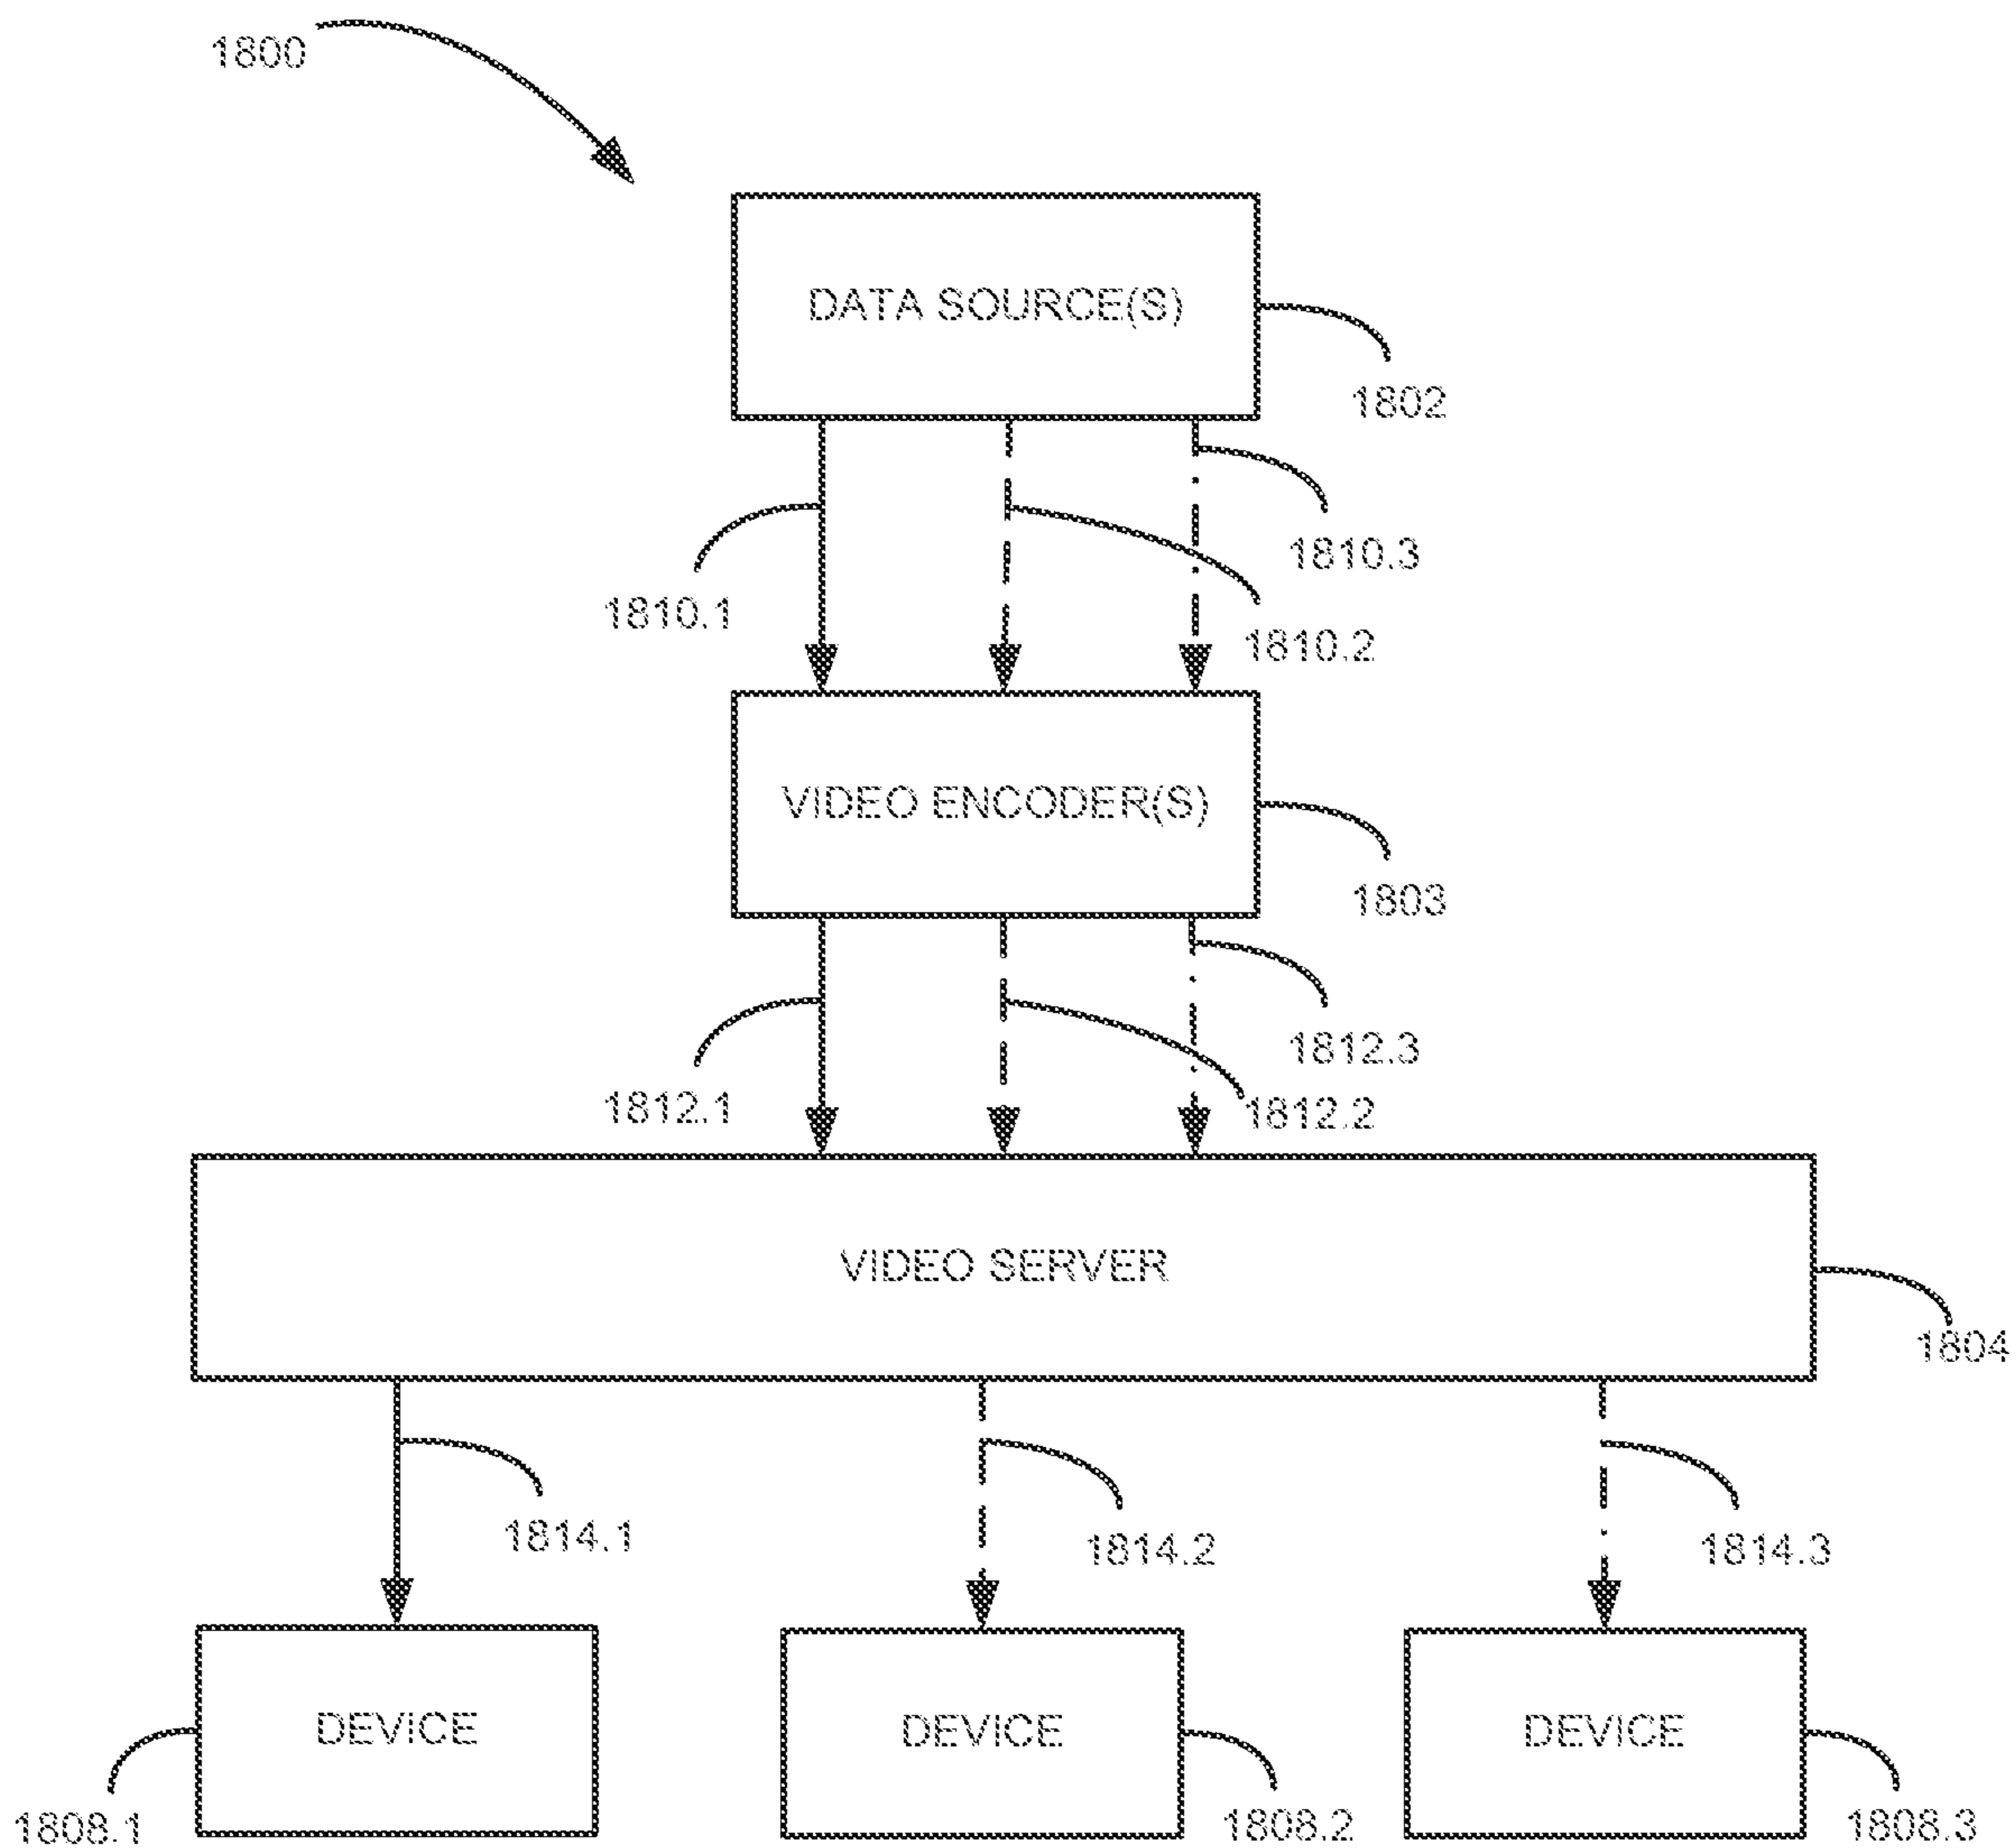 1800
DATA SOURCE(S)
1802
1810.3
1810.1
1810.2
VIDEO ENCODER(S)
1803
1812.3
1812.1
1812.2
VIDEO SERVER
1804
1814.1
1814.2
1814.3
DEVICE
DEVICE
DEVICE
1808.1
1808.2
1808.3